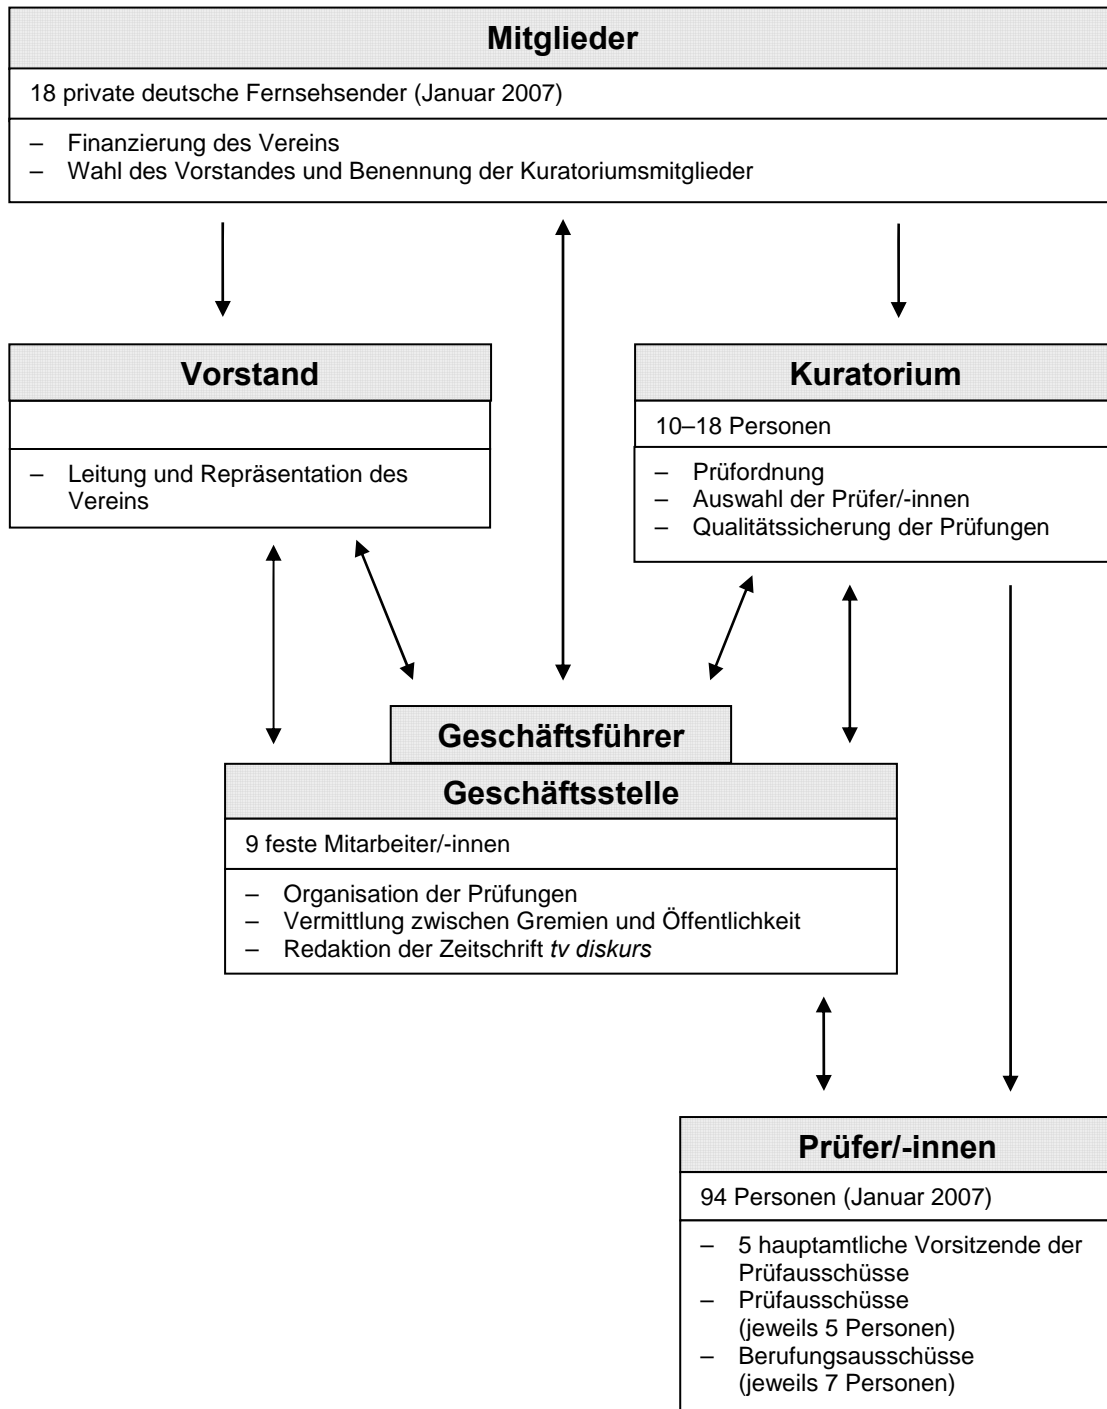 Mitglieder
18 private deutsche Fernsehsender (Januar 2007)
– Finanzierung des Vereins
– Wahl des Vorstandes und Benennung der Kuratoriumsmitglieder
Vorstand
– Leitung und Repräsentation des
Vereins
Kuratorium
10–18 Personen
– Prüfordnung
– Auswahl der Prüfer/-innen
– Qualitätssicherung der Prüfungen
Geschäftsführer
Geschäftsstelle
9 feste Mitarbeiter/-innen
– Organisation der Prüfungen
– Vermittlung zwischen Gremien und Öffentlichkeit
– Redaktion der Zeitschrift tv diskurs
Prüfer/-innen
94 Personen (Januar 2007)
– 5 hauptamtliche Vorsitzende der
Prüfausschüsse
– Prüfausschüsse
(jeweils 5 Personen)
– Berufungsausschüsse
(jeweils 7 Personen)